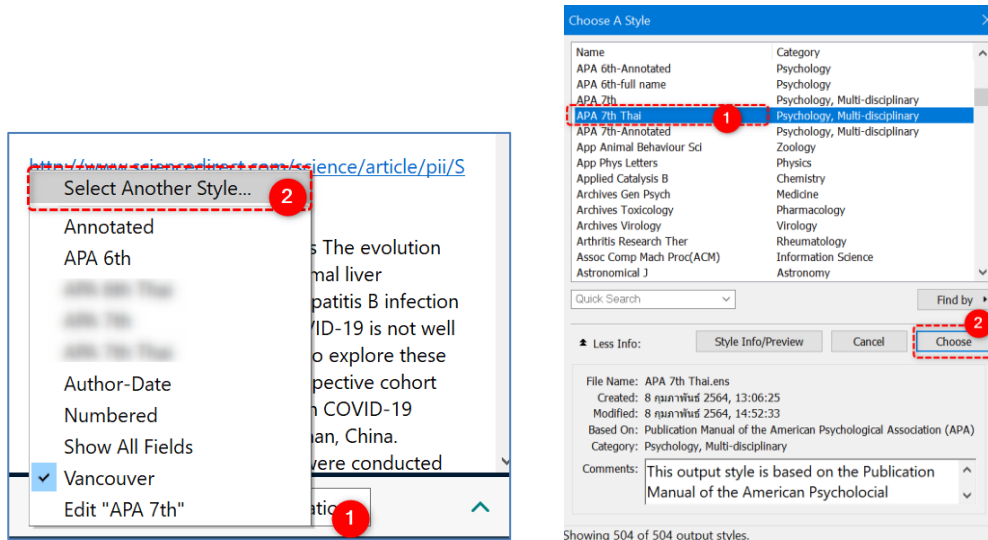 http://www.sciencedirect.com/science/article/pii/S
Select Another Style...
2
Annotated
APA 6th
Author-Date
Numbered
Show All Fields
Vancouver
Edit "APA 7th"
s The evolution
mal liver
patitis B infection
VID-19 is not well
o explore these
pective cohort
n COVID-19
an, China.
were conducted
1
Choose A Style
Name Category
APA 6th-Annotated Psychology
APA 6th-full name Psychology
APA 7th Psychology, Multi-disciplinary
APA 7th Thai 1 Psychology, Multi-disciplinary
APA 7th-Annotated Psychology, Multi-disciplinary
App Animal Behaviour Sci Zoology
App Phys Letters Physics
Applied Catalysis B Chemistry
Archives Gen Psych Medicine
Archives Toxicology Pharmacology
Archives Virology Virology
Arthritis Research Ther Rheumatology
Assoc Comp Mach Proc(ACM) Information Science
Astronomical J Astronomy
Quick Search Find by
2
Less Info: Style Info/Preview Cancel Choose
File Name: APA 7th Thai.ens
Created: 8 กุมภาพันธ์ 2564, 13:06:25
Modified: 8 กุมภาพันธ์ 2564, 14:52:33
Based On: Publication Manual of the American Psychological Association (APA)
Category: Psychology, Multi-disciplinary
Comments: This output style is based on the Publication
Manual of the American Psycholocial
Showing 504 of 504 output styles.